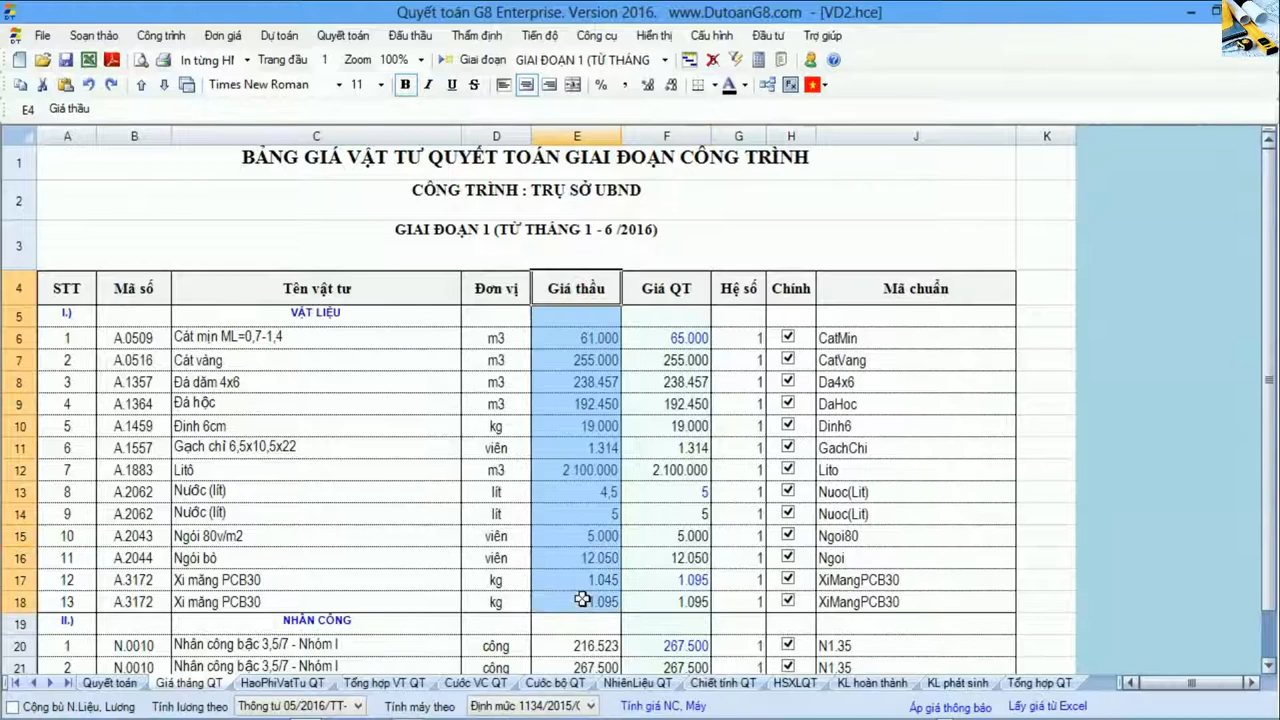 Quyết toán G8 Enterprise. Version 2016.   www.DutoanG8.com  - [VD2.hce]
File Soạn thảo Công trình Đơn giá Dự toán Quyết toán Đấu thầu Thẩm định Tiến độ Công cụ Hiển thị Cấu hình Đầu tư Trợ giúp
In từng HM Trang đầu 1 Zoom 100% Giai đoạn GIAI ĐOẠN 1 (TỪ THÁNG
Times New Roman 11 B I U S % , A
E4 Giá thầu
A B C D E F G H J K
1 BẢNG GIÁ VẬT TƯ QUYẾT TOÁN GIAI ĐOẠN CÔNG TRÌNH
2 CÔNG TRÌNH : TRỤ SỞ UBND
3 GIAI ĐOẠN 1 (TỪ THÁNG 1 - 6 /2016)
4 STT Mã số Tên vật tư Đơn vị Giá thầu Giá QT Hệ số Chính Mã chuẩn
5 I.) VẬT LIỆU
6 1 A.0509 Cát mịn ML=0,7-1,4 m3 61.000 65.000 1 CatMin
7 2 A.0516 Cát vàng m3 255.000 255.000 1 CatVang
8 3 A.1357 Đá dăm 4x6 m3 238.457 238.457 1 Da4x6
9 4 A.1364 Đá hộc m3 192.450 192.450 1 DaHoc
10 5 A.1459 Đinh 6cm kg 19.000 19.000 1 Dinh6
11 6 A.1557 Gạch chỉ 6,5x10,5x22 viên 1.314 1.314 1 GachChi
12 7 A.1883 Litô m3 2.100.000 2.100.000 1 Lito
13 8 A.2062 Nước (lít) lít 4,5 5 1 Nuoc(Lit)
14 9 A.2062 Nước (lít) lít 5 5 1 Nuoc(Lit)
15 10 A.2043 Ngói 80v/m2 viên 5.000 5.000 1 Ngoi80
16 11 A.2044 Ngói bò viên 12.050 12.050 1 Ngoi
17 12 A.3172 Xi măng PCB30 kg 1.045 1.095 1 XiMangPCB30
18 13 A.3172 Xi măng PCB30 kg 1.095 1.095 1 XiMangPCB30
19 II.) NHÂN CÔNG
20 1 N.0010 Nhân công bậc 3,5/7 - Nhóm I công 216.523 267.500 1 N1.35
21 2 N.0010 Nhân công bậc 3,5/7 - Nhóm I công 267.500 267.500 1 N1.35
Quyết toán Giá tháng QT HaoPhiVatTu QT Tổng hợp VT QT Cước VC QT Cước bộ QT NhiênLiệu QT Chiết tính QT HSXLQT KL hoàn thành KL phát sinh Tổng hợp QT
Cộng bù N.Liệu, Lương Tính lương theo Thông tư 05/2016/TT- Tính máy theo Định mức 1134/2015/ Tính giá NC, Máy Áp giá thông báo Lấy giá từ Excel